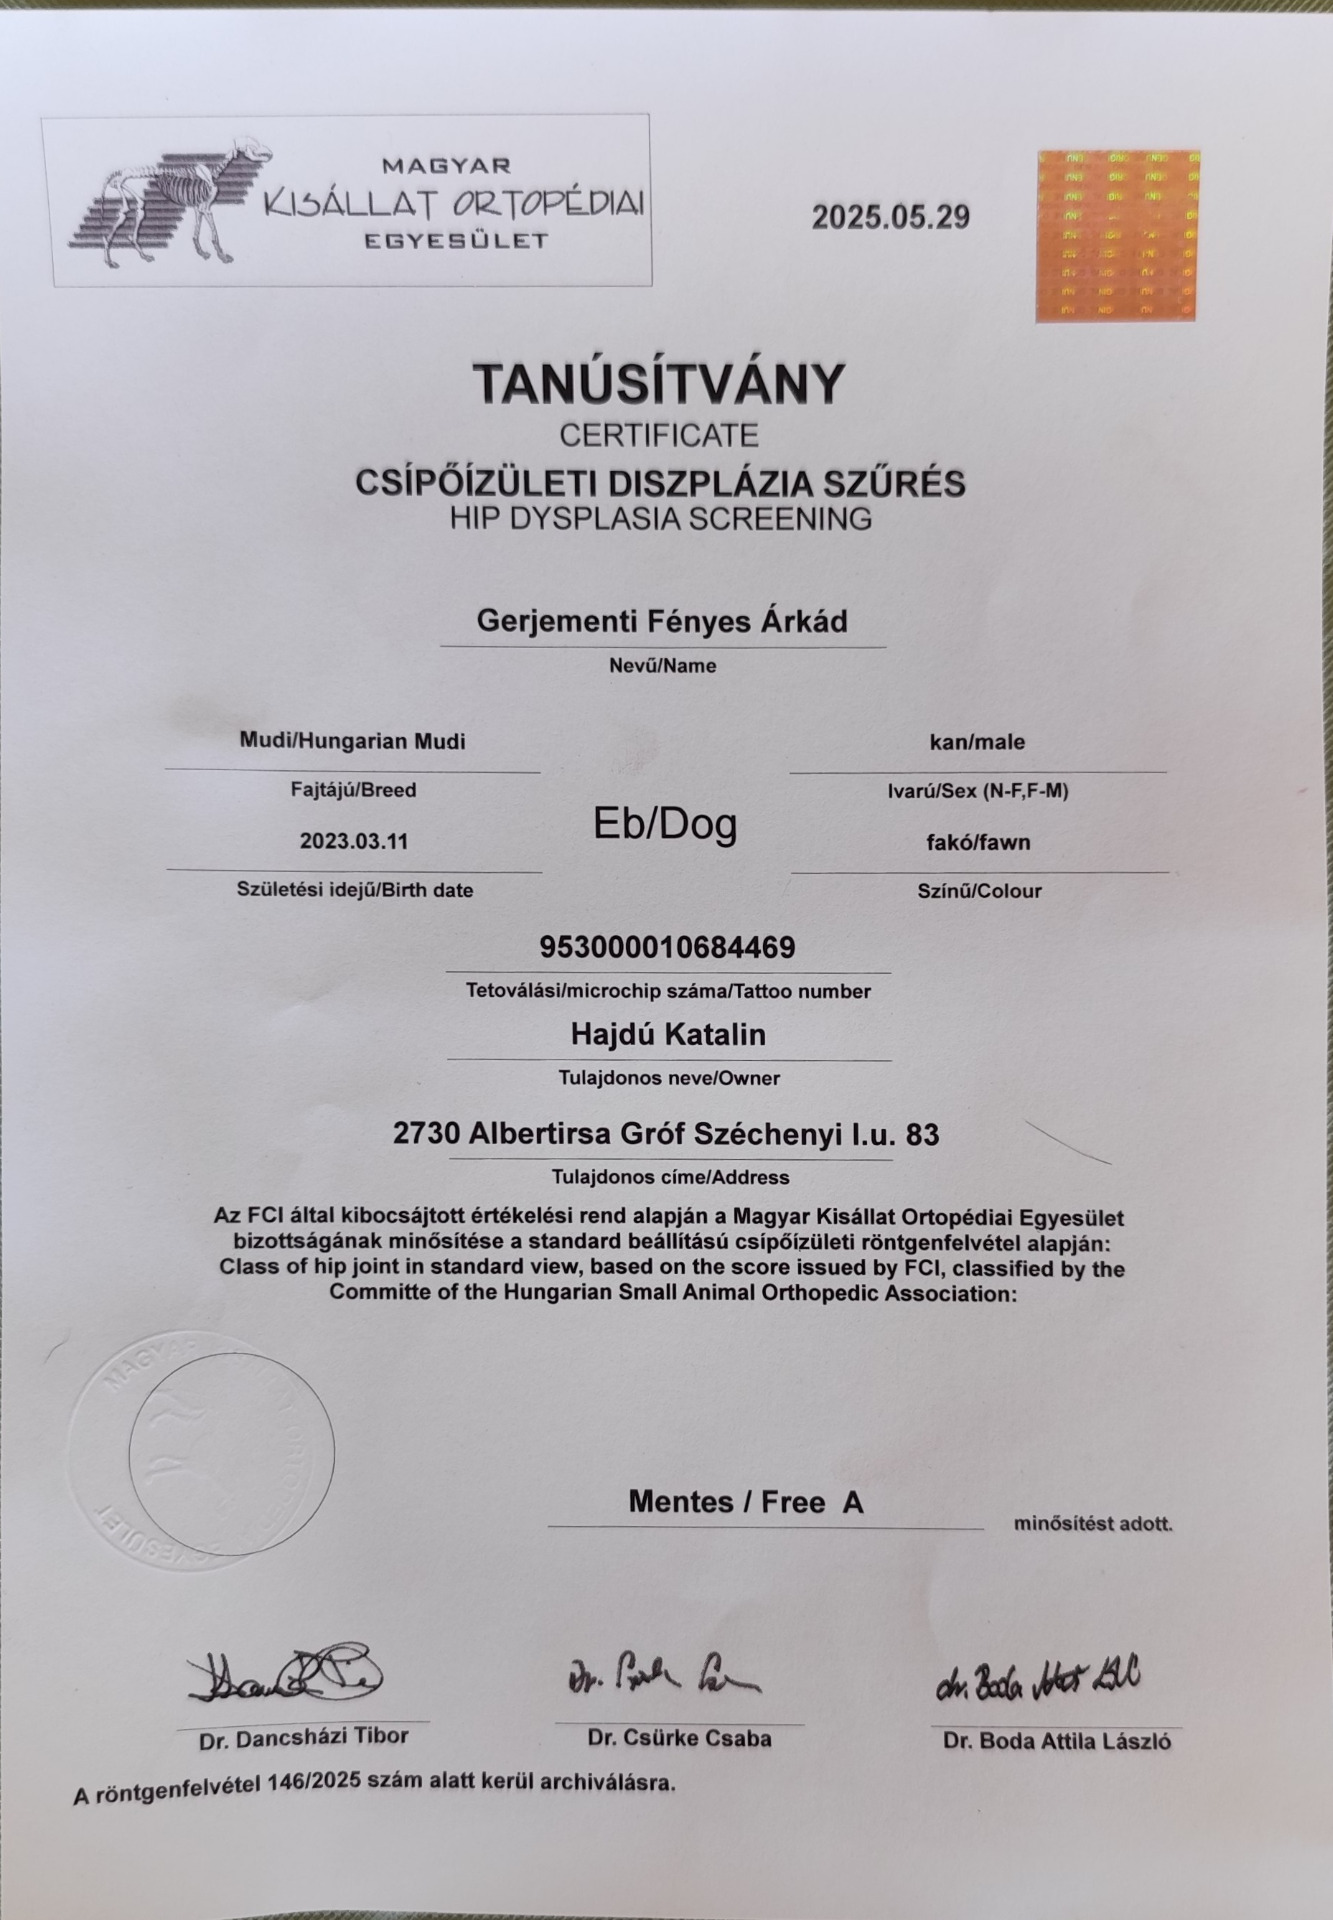 MAGYAR
KISÁLLAT ORTOPÉDIAI
EGYESÜLET
2025.05.29
TANÚSÍTVÁNY
CERTIFICATE
CSÍPŐÍZÜLETI DISZPLÁZIA SZŰRÉS
HIP DYSPLASIA SCREENING
Gerjementi Fényes Árkád
Nevű/Name
Mudi/Hungarian Mudi
kan/male
Fajtájú/Breed
Ivarú/Sex (N-F,F-M)
Eb/Dog
2023.03.11
fakó/fawn
Születési idejű/Birth date
Színű/Colour
953000010684469
Tetoválási/microchip száma/Tattoo number
Hajdú Katalin
Tulajdonos neve/Owner
2730 Albertirsa Gróf Széchenyi I.u. 83
Tulajdonos címe/Address
Az FCI által kibocsájtott értékelési rend alapján a Magyar Kisállat Ortopédiai Egyesület
bizottságának minősítése a standard beállítású csípőízületi röntgenfelvétel alapján:
Class of hip joint in standard view, based on the score issued by FCI, classified by the
Committe of the Hungarian Small Animal Orthopedic Association:
MAGYAR
EGYESÜLET
Mentes / Free A
minősítést adott.
Dr. Dancsházi Tibor
Dr. Csürke Csaba
Dr. Boda Attila László
A röntgenfelvétel 146/2025 szám alatt kerül archiválásra.